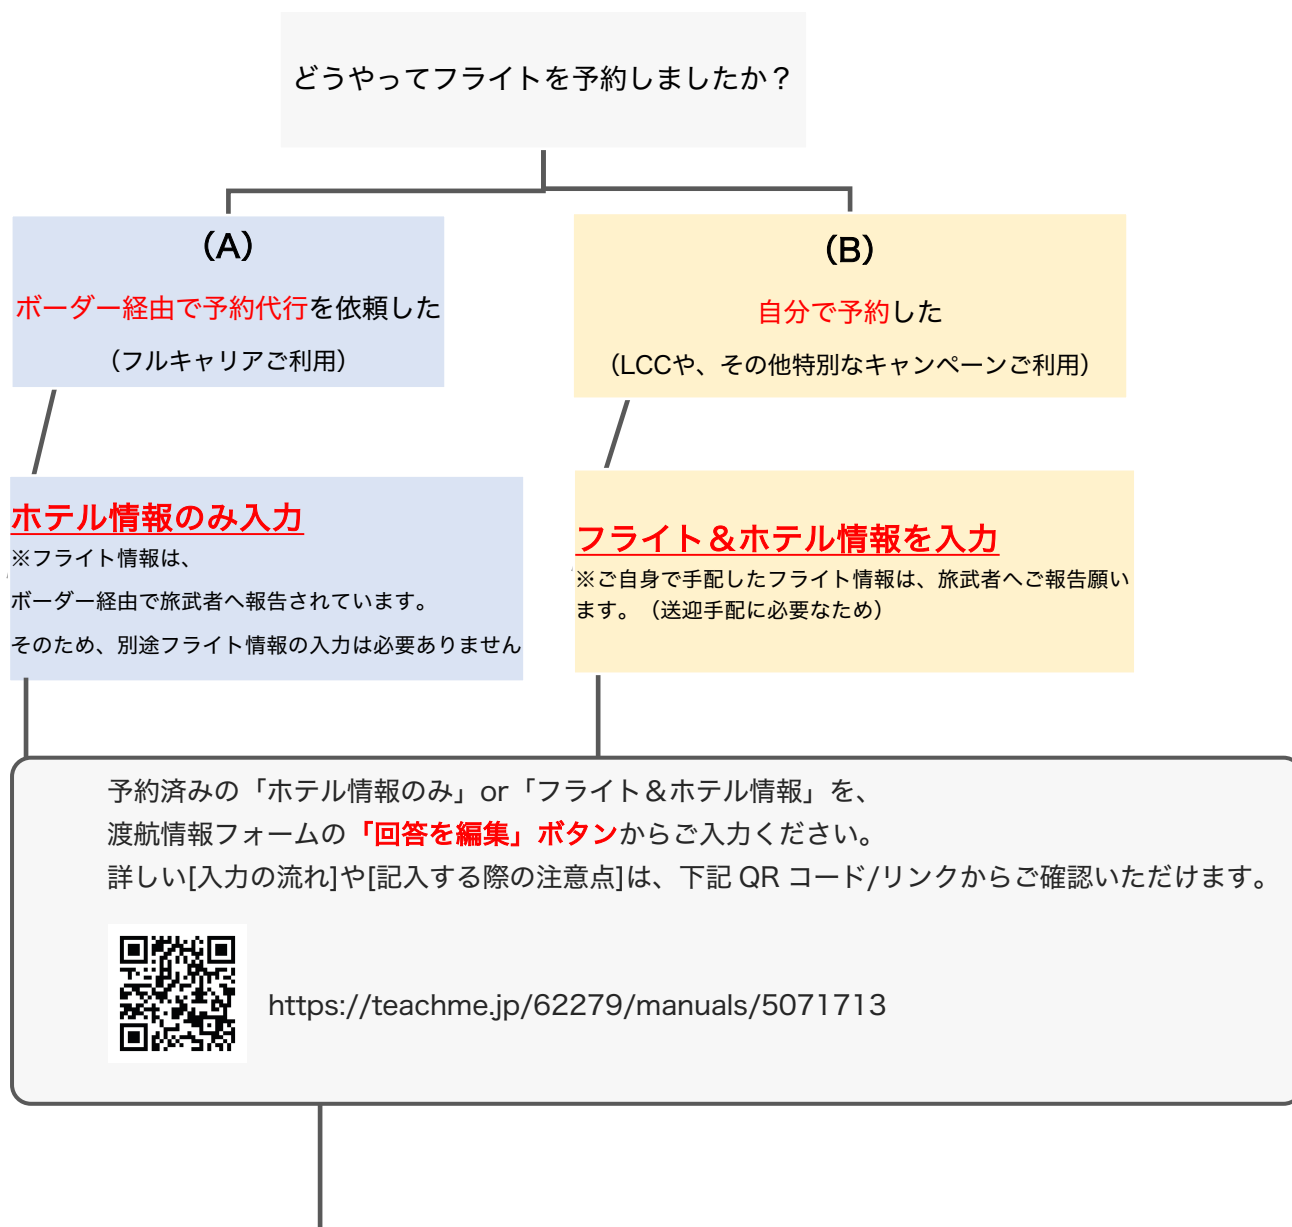 どうやってフライトを予約しましたか？
（A）
ボーダー経由で予約代行を依頼した
（フルキャリアご利用）
（B）
自分で予約した
（LCCや、その他特別なキャンペーンご利用）
ホテル情報のみ入力
※フライト情報は、
ボーダー経由で旅武者へ報告されています。
そのため、別途フライト情報の入力は必要ありません
フライト＆ホテル情報を入力
※ご自身で手配したフライト情報は、旅武者へご報告願い
ます。（送迎手配に必要なため）
予約済みの「ホテル情報のみ」or「フライト＆ホテル情報」を、
渡航情報フォームの「回答を編集」ボタンからご入力ください。
詳しい[入力の流れ]や[記入する際の注意点]は、下記 QR コード/リンクからご確認いただけます。
https://teachme.jp/62279/manuals/5071713